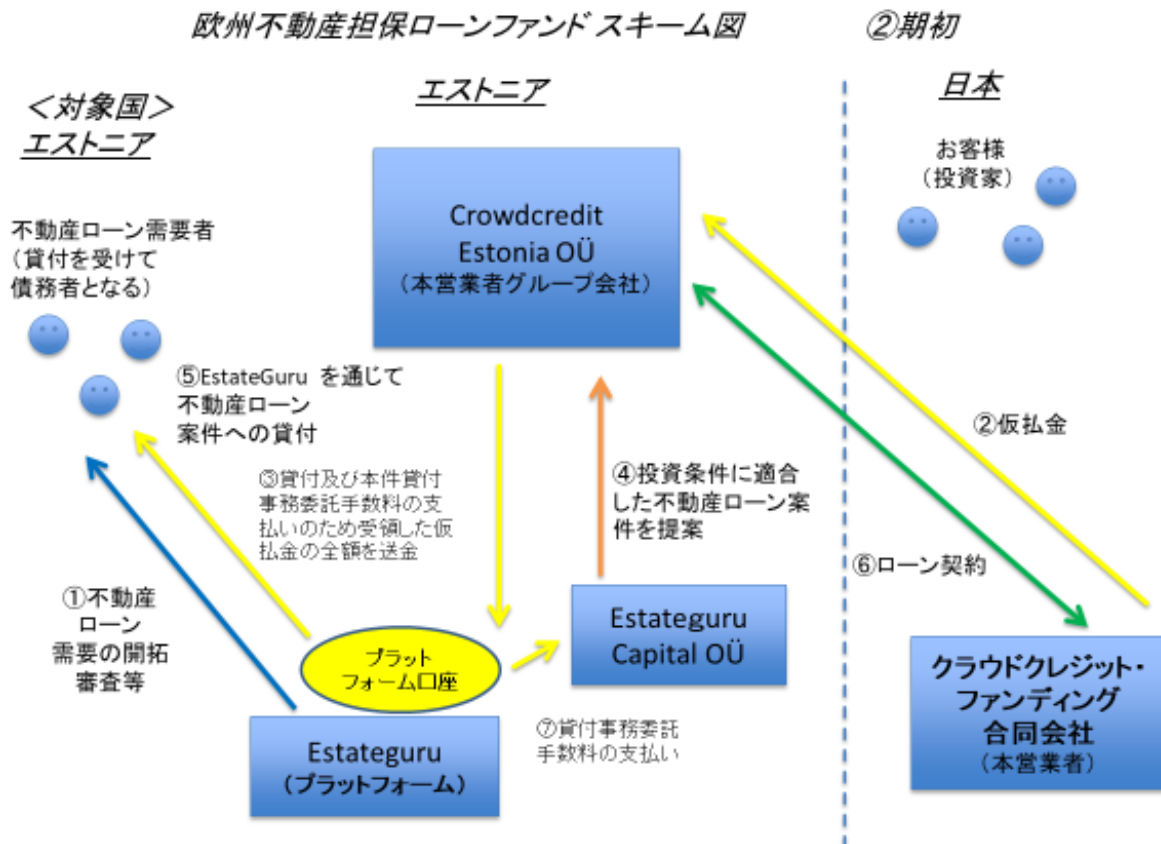 欧州不動産担保ローンファンド スキーム図
②期初
＜対象国＞
エストニア
エストニア
日本
不動産ローン需要者
（貸付を受けて
債務者となる）
Crowdcredit
Estonia OÜ
（本営業者グループ会社）
お客様
（投資家）
⑤EstateGuru を通じて
不動産ローン
案件への貸付
③貸付及び本件貸付
事務委託手数料の支
払いのため受領した仮
払金の全額を送金
④投資条件に適合
した不動産ローン案
件を提案
②仮払金
⑥ローン契約
①不動産
ローン
需要の開拓
審査等
プラット
フォーム口座
Estateguru
Capital OÜ
⑦貸付事務委託
手数料の支払い
Estateguru
（プラットフォーム）
クラウドクレジット・
ファンディング
合同会社
（本営業者）